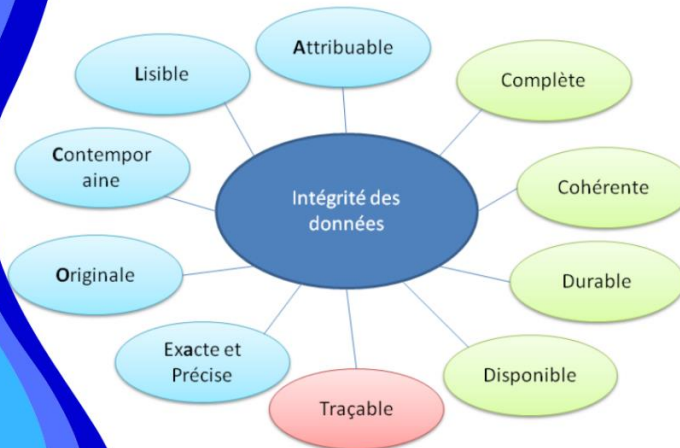 Attribuable
Lisible
Complète
Contempor
aine
Intégrité des
données
Cohérente
Originale
Durable
Exacte et
Précise
Disponible
Traçable